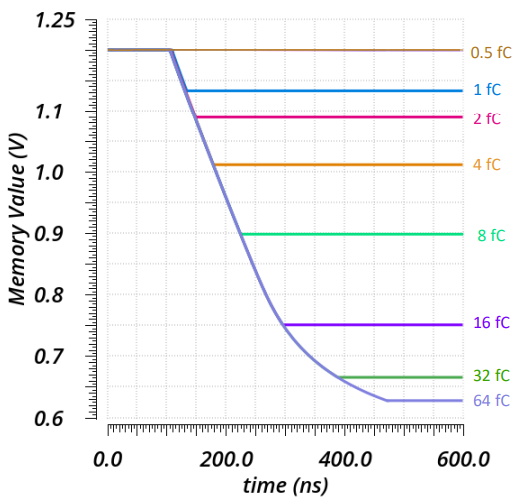 1.25
1.1
1.0
0.9
0.8
0.7
0.6
Memory Value (V)
0.5 fC
1 fC
2 fC
4 fC
8 fC
16 fC
32 fC
64 fC
0.0 200.0 400.0 600.0
time (ns)